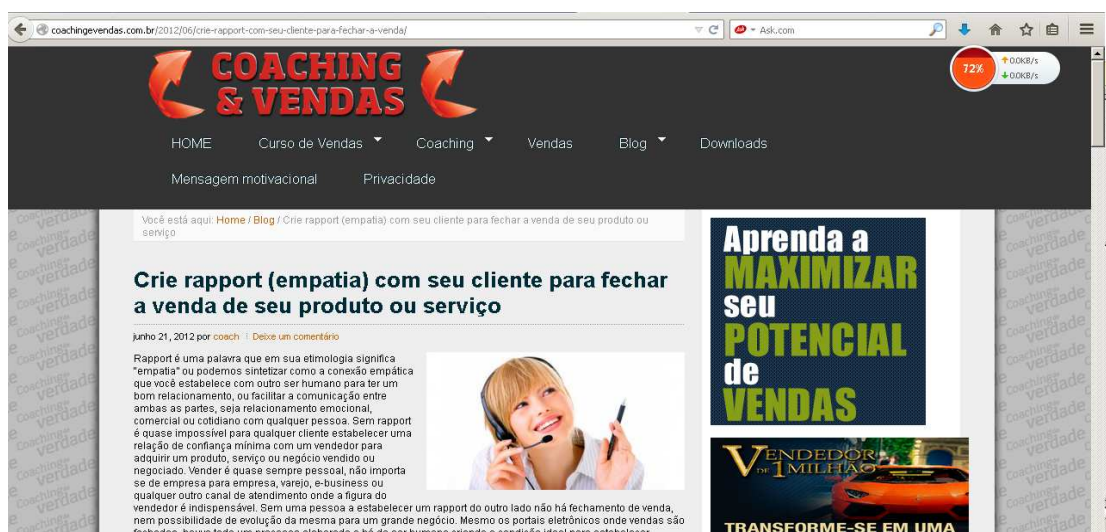 coachingevendas.com.br/2012/06/crie-rapport-com-seu-cliente-para-fechar-a-venda/
Ask.com
72%
0.0KB/s
0.0KB/s
COACHING
& VENDAS
HOME Curso de Vendas Coaching Vendas Blog Downloads
Mensagem motivacional Privacidade
Você está aqui: Home / Blog / Crie rapport (empatia) com seu cliente para fechar a venda de seu produto ou
serviço
Crie rapport (empatia) com seu cliente para fechar
a venda de seu produto ou serviço
junho 21, 2012 por coach | Deixe um comentário
Rapport é uma palavra que em sua etimologia significa
"empatia" ou podemos sintetizar como a conexão empática
que você estabelece com outro ser humano para ter um
bom relacionamento, ou facilitar a comunicação entre
ambas as partes, seja relacionamento emocional,
comercial ou cotidiano com qualquer pessoa. Sem rapport
é quase impossível para qualquer cliente estabelecer uma
relação de confiança mínima com um vendedor para
adquirir um produto, serviço ou negócio vendido ou
negociado. Vender é quase sempre pessoal, não importa
se de empresa para empresa, varejo, e-business ou
qualquer outro canal de atendimento onde a figura do
vendedor é indispensável. Sem uma pessoa a estabelecer um rapport do outro lado não há fechamento de venda,
nem possibilidade de evolução da mesma para um grande negócio. Mesmo os portais eletrônicos onde vendas são
Aprenda a
MAXIMIZAR
seu
POTENCIAL
de
VENDAS
VENDEDOR
DE 1 MILHÃO
TRANSFORME-SE EM UMA